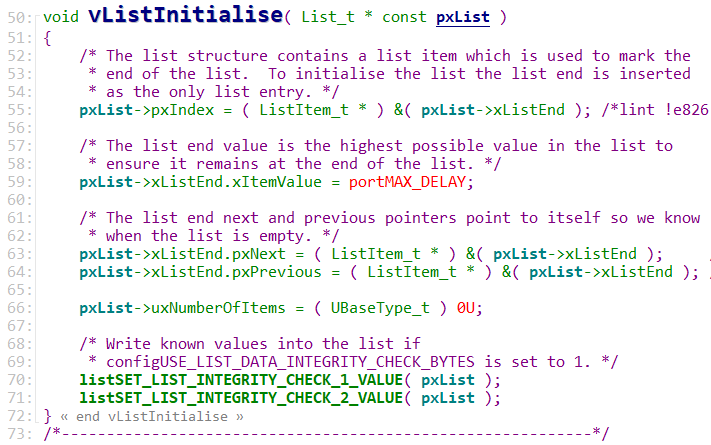 50: void vListInitialise( List_t * const pxList )
51: {
52:     /* The list structure contains a list item which is used to mark the
53:      * end of the list.  To initialise the list the list end is inserted
54:      * as the only list entry. */
55:     pxList->pxIndex = ( ListItem_t * ) &( pxList->xListEnd ); /*lint !e826
56:
57:     /* The list end value is the highest possible value in the list to
58:      * ensure it remains at the end of the list. */
59:     pxList->xListEnd.xItemValue = portMAX_DELAY;
60:
61:     /* The list end next and previous pointers point to itself so we know
62:      * when the list is empty. */
63:     pxList->xListEnd.pxNext = ( ListItem_t * ) &( pxList->xListEnd );     /
64:     pxList->xListEnd.pxPrevious = ( ListItem_t * ) &( pxList->xListEnd ); /
65:
66:     pxList->uxNumberOfItems = ( UBaseType_t ) 0U;
67:
68:     /* Write known values into the list if
69:      * configUSE_LIST_DATA_INTEGRITY_CHECK_BYTES is set to 1. */
70:     listSET_LIST_INTEGRITY_CHECK_1_VALUE( pxList );
71:     listSET_LIST_INTEGRITY_CHECK_2_VALUE( pxList );
72: } « end vListInitialise »
73: /*-----------------------------------------------------------*/